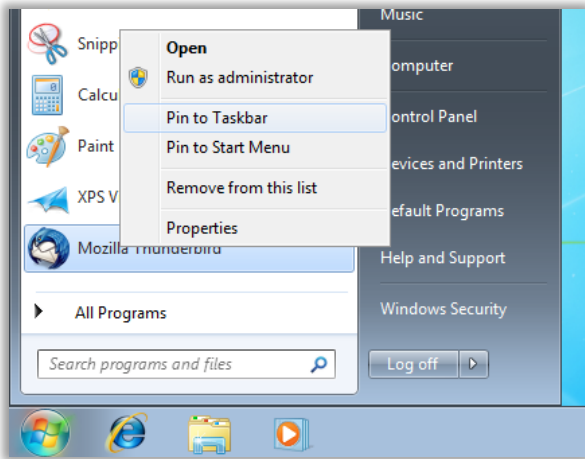 Music
Snipp
Open
Run as administrator
omputer
Calcu
Pin to Taskbar
ontrol Panel
Paint
Pin to Start Menu
evices and Printers
XPS V
Remove from this list
efault Programs
Properties
Mozilla Thunderbird
Help and Support
All Programs
Windows Security
Search programs and files
Log off